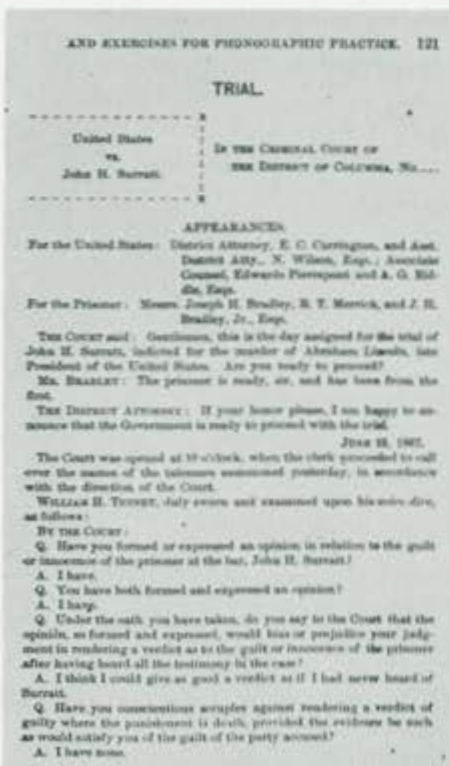 AND EXERCISES FOR PHONOGRAPHIC PRACTICE. 121
TRIAL.
United States
vs.
John H. Surratt.
IN THE CRIMINAL COURT OF
THE DISTRICT OF COLUMBIA, No....
APPEARANCES.
For the United States: District Attorney, E. C. Carrington, and Asst.
District Atty., N. Wilson, Esq.; Associate
Counsel, Edwards Pierrepont and A. G. Rid-
dle, Esqs.
For the Prisoner: Messrs. Joseph H. Bradley, R. T. Merrick, and J. H.
Bradley, Jr., Esqs.
THE COURT said: Gentlemen, this is the day assigned for the trial of
John H. Surratt, indicted for the murder of Abraham Lincoln, late
President of the United States. Are you ready to proceed?
MR. BRADLEY: The prisoner is ready, sir, and has been from the
first.
THE DISTRICT ATTORNEY: If your honor please, I am happy to an-
nounce that the Government is ready to proceed with the trial.
JUNE 1867.
The Court was opened at 10 o'clock, when the clerk proceeded to call
over the names of the talesmen summoned yesterday, in accordance
with the direction of the Court.
WILLIAM H. duly sworn and examined upon his voire dire,
as follows:
BY THE COURT:
Q. Have you formed or expressed an opinion in relation to the guilt
or innocence of the prisoner at the bar, John H. Surratt?
A. I have.
Q. You have both formed and expressed an opinion?
A. I have.
Q. Under the oath you have taken, do you say to the Court that the
opinion, so formed and expressed, would bias or prejudice your judg-
ment in rendering a verdict as to the guilt or innocence of the prisoner
after having heard all the testimony in the case?
A. I think I could give as good a verdict as if I had never heard of
Surratt.
Q. Have you conscientious scruples against rendering a verdict of
guilty where the punishment is death, provided the evidence be such
as would satisfy you of the guilt of the party accused?
A. I have none.